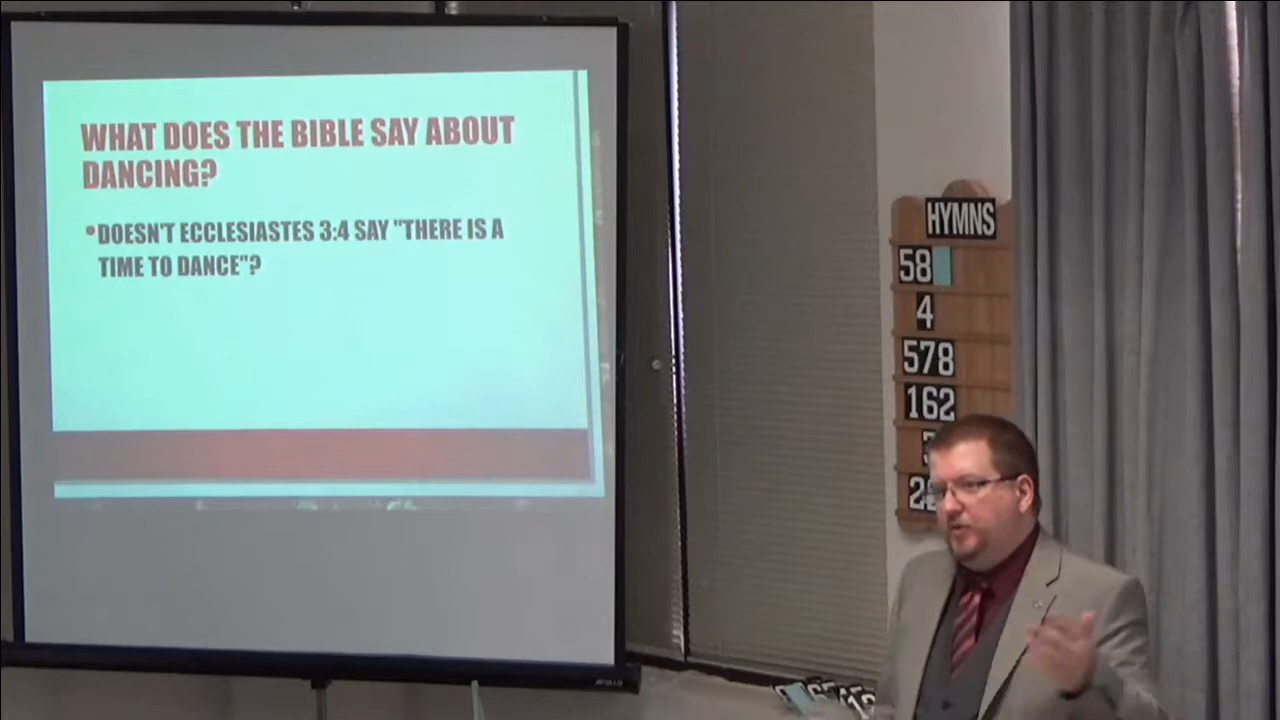 WHAT DOES THE BIBLE SAY ABOUT
DANCING?
•DOESN'T ECCLESIASTES 3:4 SAY "THERE IS A
TIME TO DANCE"?
HYMNS
58
4
578
162
APOLLO